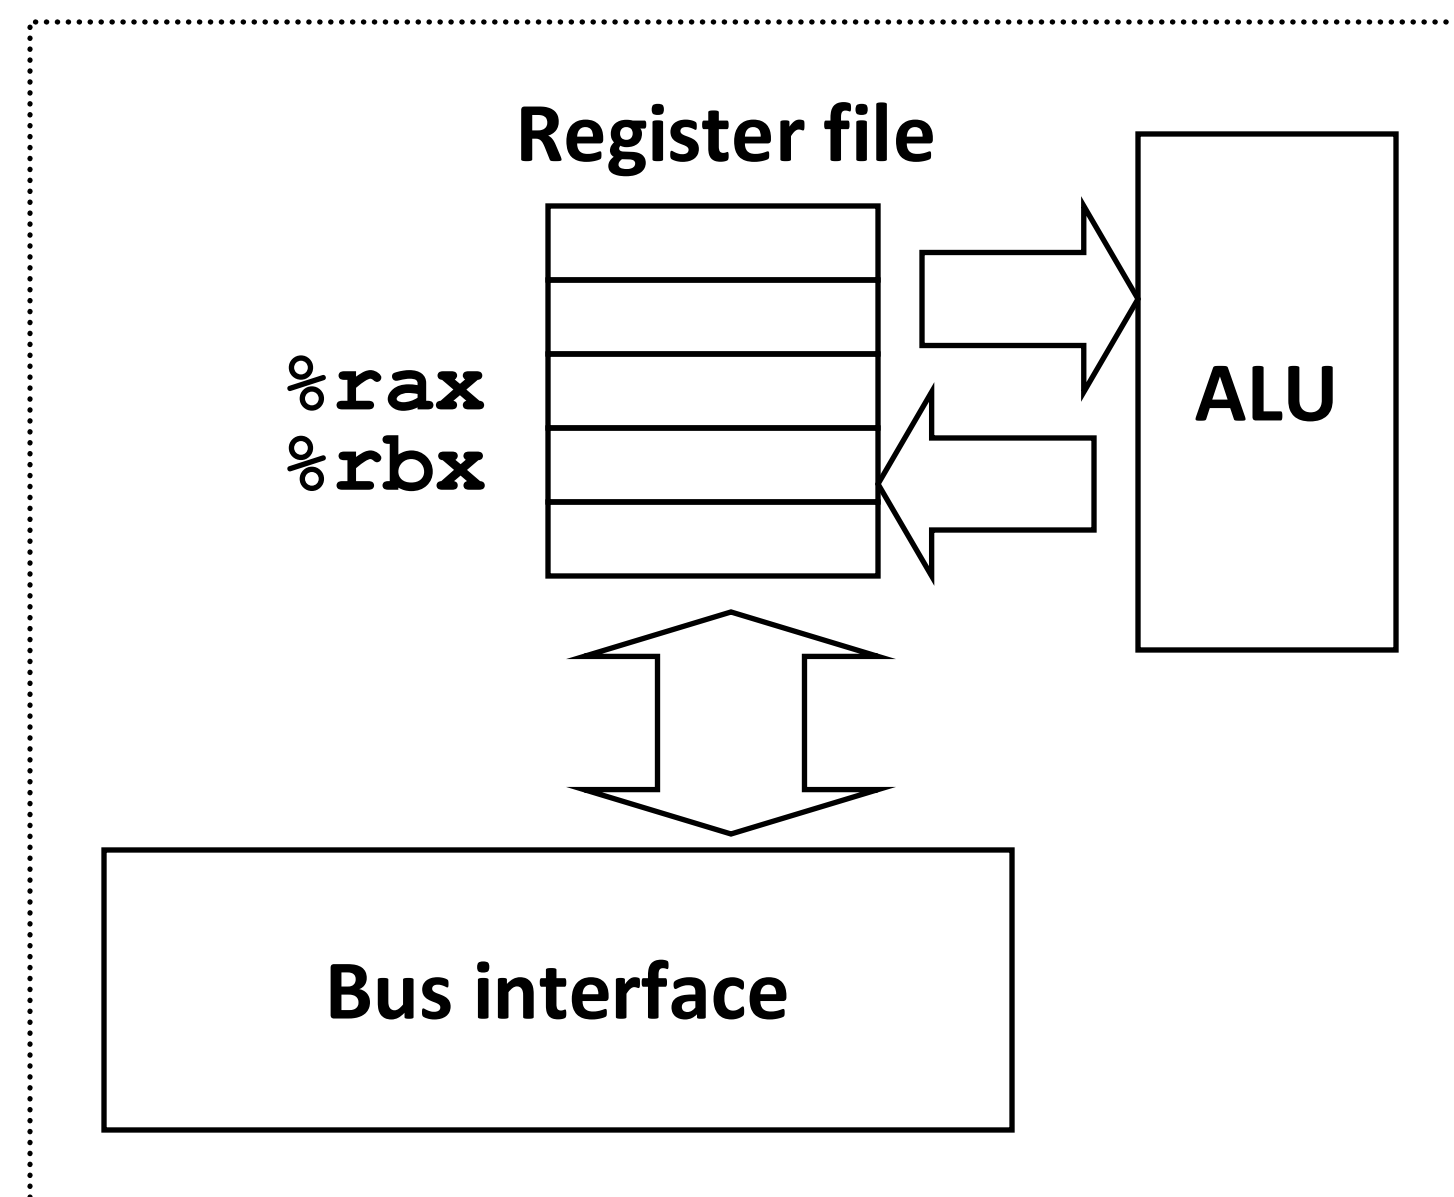 Register file
%rax
%rbx
ALU
Bus interface